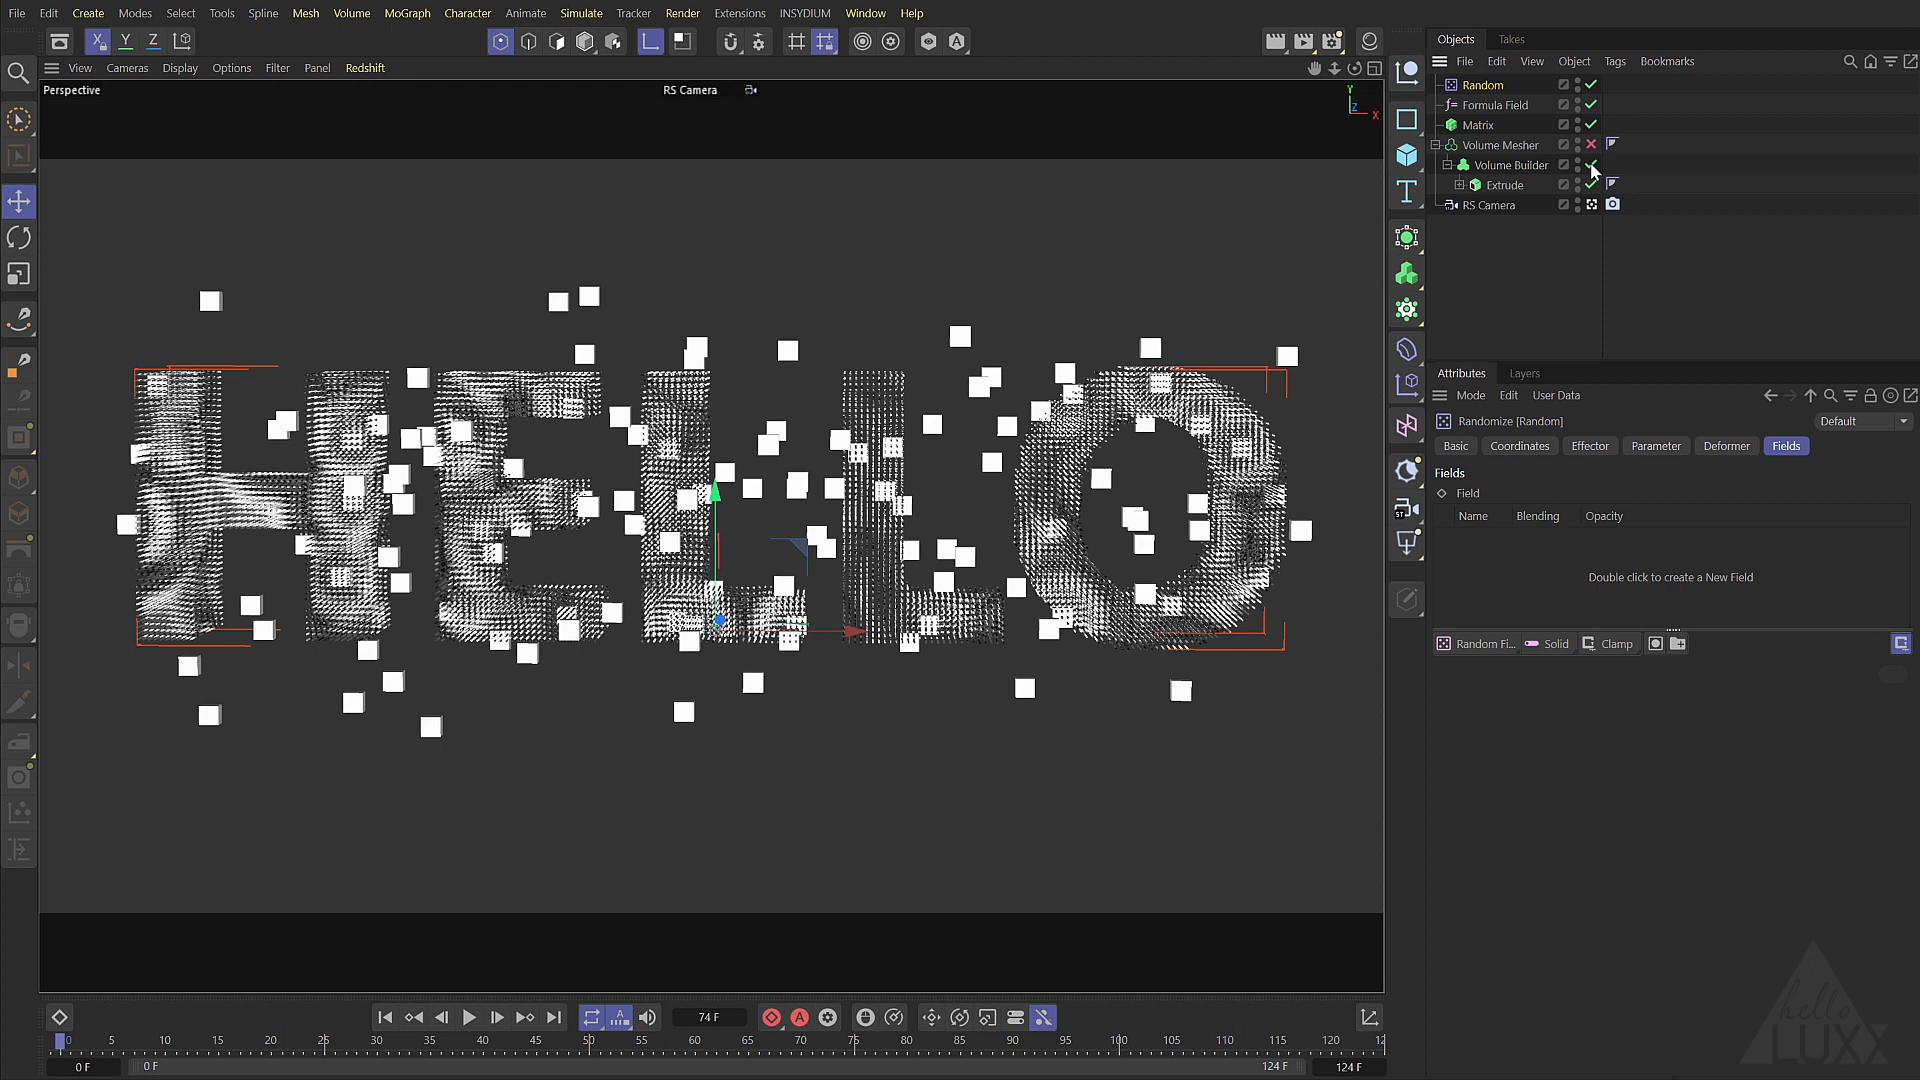 File Edit Create Modes Select Tools Spline Mesh Volume MoGraph Character Animate Simulate Tracker Render Extensions INSYDIUM Window Help
X Y Z
View Cameras Display Options Filter Panel Redshift
Perspective
RS Camera
Y
Z
X
HELLO
Objects Takes
File Edit View Object Tags Bookmarks
Random
Formula Field
Matrix
Volume Mesher
Volume Builder
Extrude
RS Camera
Attributes Layers
Mode Edit User Data
Randomize [Random]
Default
Basic Coordinates Effector Parameter Deformer Fields
Fields
Field
Name Blending Opacity
Double click to create a New Field
Random Fi... Solid Clamp
74 F
0 5 10 15 20 25 30 35 40 45 50 55 60 65 70 75 80 85 90 95 100 105 110 115 120 12
0 F 0 F 124 F 124 F
hello
LUXX